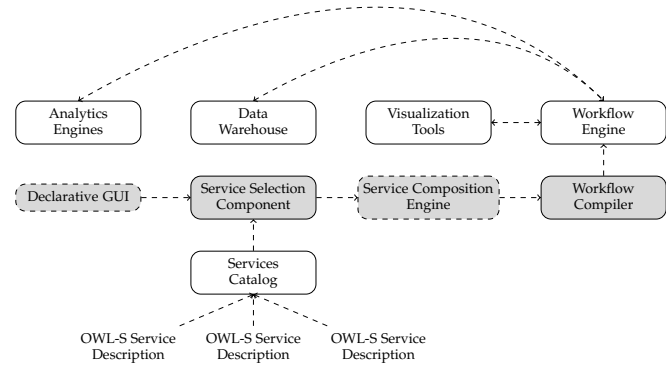 Analytics
Engines
Data
Warehouse
Visualization
Tools
Workflow
Engine
Declarative GUI
Service Selection
Component
Service Composition
Engine
Workflow
Compiler
Services
Catalog
OWL-S Service
Description
OWL-S Service
Description
OWL-S Service
Description